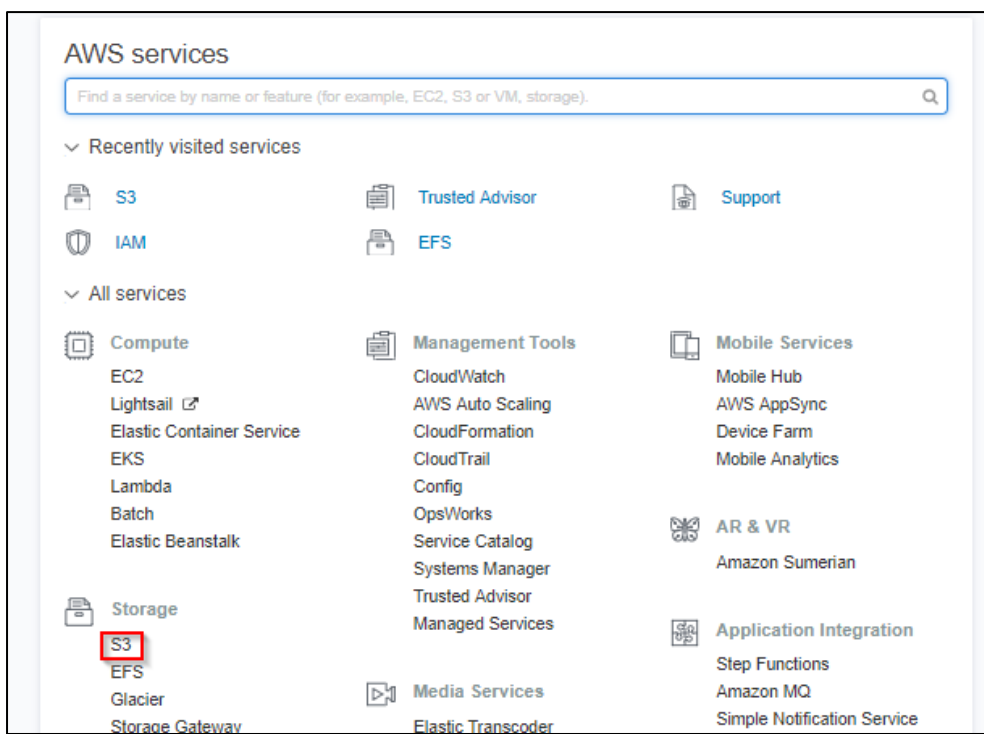 AWS services
Find a service by name or feature (for example, EC2, S3 or VM, storage).
Recently visited services
S3
Trusted Advisor
Support
IAM
EFS
All services
Compute
EC2
Lightsail
Elastic Container Service
EKS
Lambda
Batch
Elastic Beanstalk
Storage
S3
EFS
Glacier
Storage Gateway
Management Tools
CloudWatch
AWS Auto Scaling
CloudFormation
CloudTrail
Config
OpsWorks
Service Catalog
Systems Manager
Trusted Advisor
Managed Services
Media Services
Elastic Transcoder
Mobile Services
Mobile Hub
AWS AppSync
Device Farm
Mobile Analytics
AR & VR
Amazon Sumerian
Application Integration
Step Functions
Amazon MQ
Simple Notification Service